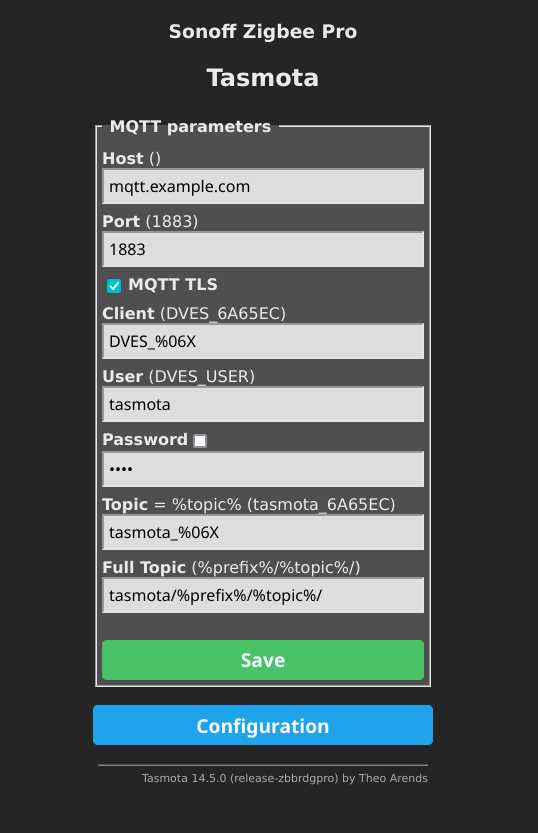 Sonoff Zigbee Pro
Tasmota
MQTT parameters
Host ()
mqtt.example.com
Port (1883)
1883
MQTT TLS
Client (DVES_6A65EC)
DVES_%06X
User (DVES_USER)
tasmota
Password
••••
Topic = %topic% (tasmota_6A65EC)
tasmota_%06X
Full Topic (%prefix%/%topic%/)
tasmota/%prefix%/%topic%/
Save
Configuration
Tasmota 14.5.0 (release-zbbrdgpro) by Theo Arends